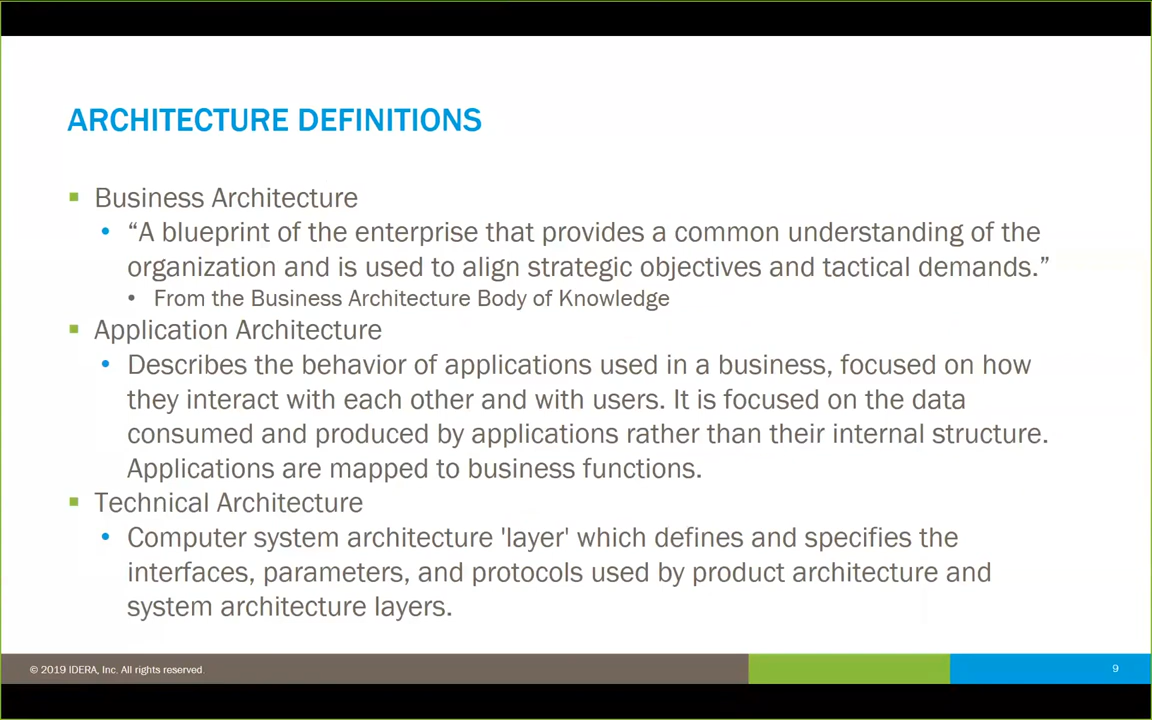 ARCHITECTURE DEFINITIONS
▪ Business Architecture
• “A blueprint of the enterprise that provides a common understanding of the
organization and is used to align strategic objectives and tactical demands.”
• From the Business Architecture Body of Knowledge
▪ Application Architecture
• Describes the behavior of applications used in a business, focused on how
they interact with each other and with users. It is focused on the data
consumed and produced by applications rather than their internal structure.
Applications are mapped to business functions.
▪ Technical Architecture
• Computer system architecture 'layer' which defines and specifies the
interfaces, parameters, and protocols used by product architecture and
system architecture layers.
© 2019 IDERA, Inc. All rights reserved.
9